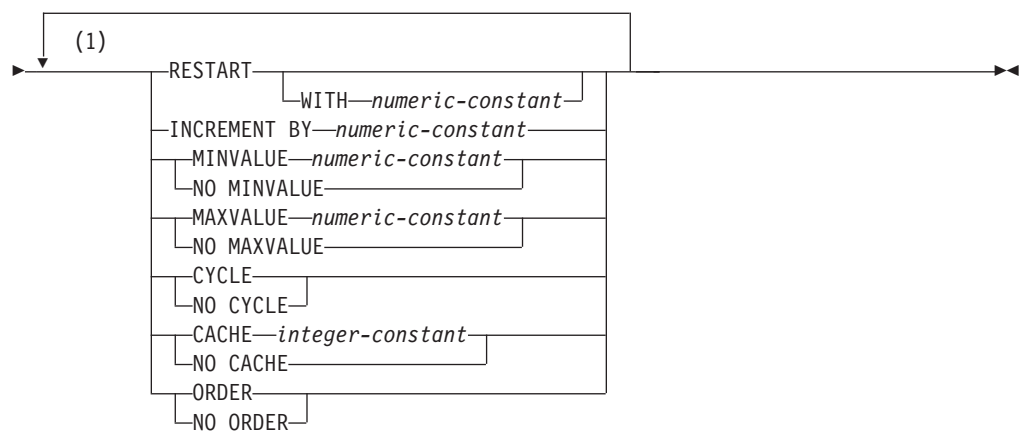 (1)
RESTART
WITH numeric-constant
INCREMENT BY numeric-constant
MINVALUE numeric-constant
NO MINVALUE
MAXVALUE numeric-constant
NO MAXVALUE
CYCLE
NO CYCLE
CACHE integer-constant
NO CACHE
ORDER
NO ORDER